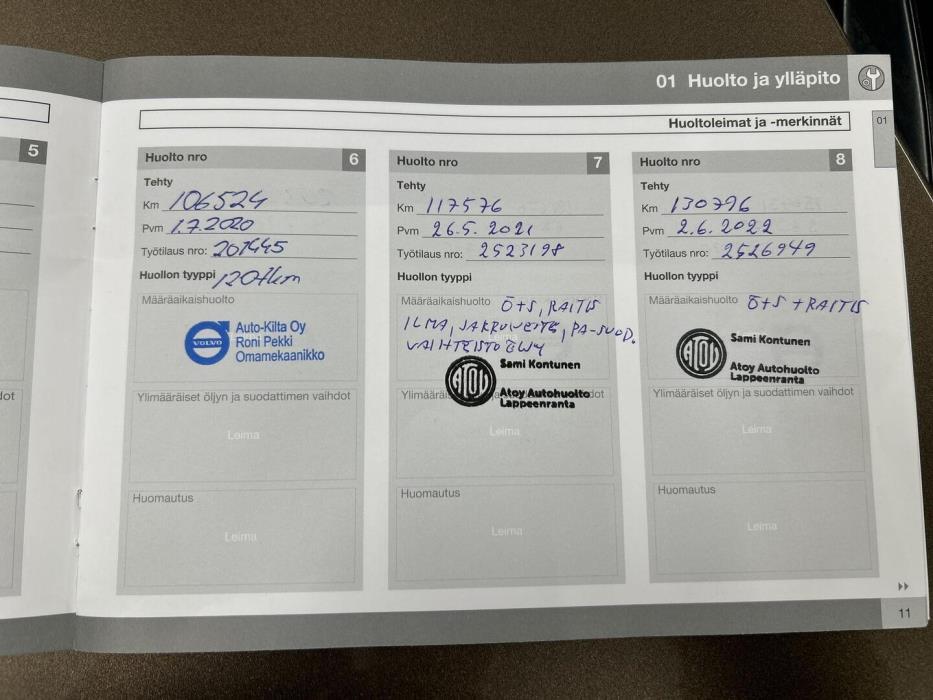 01 Huolto ja ylläpito
Huoltoleimat ja -merkinnät
01
5
dot
Huolto nro 6
Tehty
Km 106524
Pvm 1.7.2020
Työtilaus nro: 201445
Huollon tyyppi 120tkm
Määräaikaishuolto
VOLVO
Auto-Kilta Oy
Roni Pekki
Omamekaanikko
Ylimääräiset öljyn ja suodattimen vaihdot
Leima
Huomautus
Leima
Huolto nro 7
Tehty
Km 117576
Pvm 26.5.2021
Työtilaus nro: 2523198
Huollon tyyppi
Määräaikaishuolto Ö+S, RAITIS
ILMA, JARRUNESTE, PA-SUOD.
VAIHTEISTOÖLJY
ATOY
Sami Kontunen
Atoy Autohuolto
Lappeenranta
Leima
Huomautus
Leima
Huolto nro 8
Tehty
Km 130796
Pvm 2.6.2022
Työtilaus nro: 2526949
Huollon tyyppi
Määräaikaishuolto Ö+S + RAITIS
ATOY
Sami Kontunen
Atoy Autohuolto
Lappeenranta
Ylimääräiset öljyn ja suodattimen vaihdot
Leima
Huomautus
Leima
11